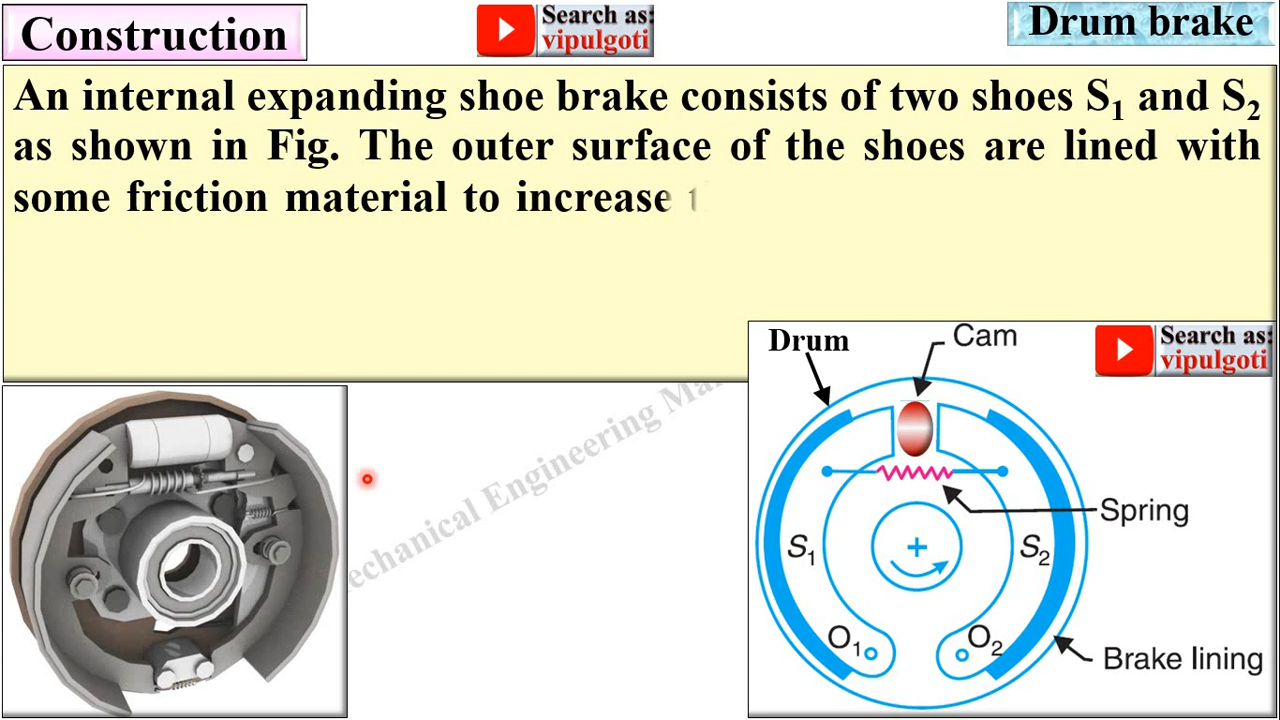 Construction
Search as:
vipulgoti
Drum brake
An internal expanding shoe brake consists of two shoes S₁ and S₂
as shown in Fig. The outer surface of the shoes are lined with
some friction material to increase
Drum
Cam
Search as:
vipulgoti
Spring
S₁
S₂
O₁
O₂
Brake lining
Engineering